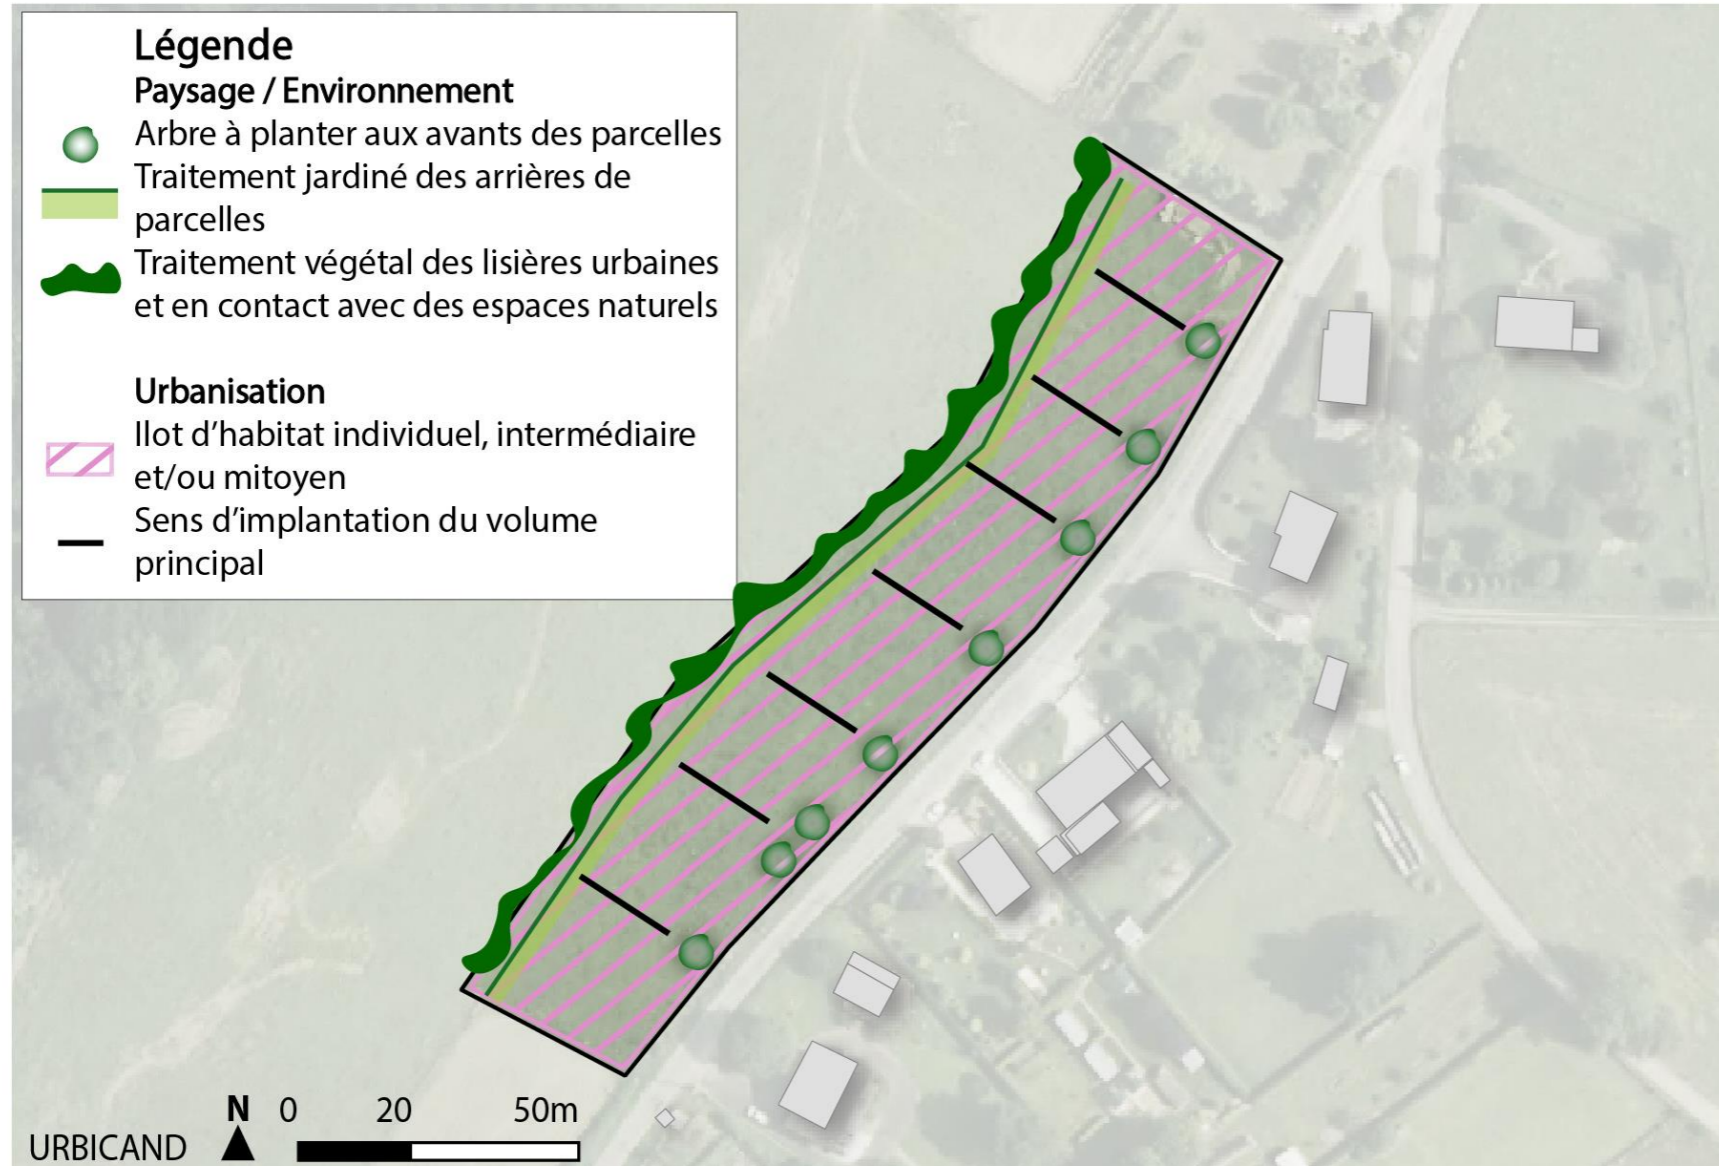 Légende
Paysage / Environnement
Arbre à planter aux avants des parcelles
Traitement jardiné des arrières de
parcelles
Traitement végétal des lisières urbaines
et en contact avec des espaces naturels
Urbanisation
Ilot d’habitat individuel, intermédiaire
et/ou mitoyen
Sens d’implantation du volume
principal
N 0 20 50m
URBICAND